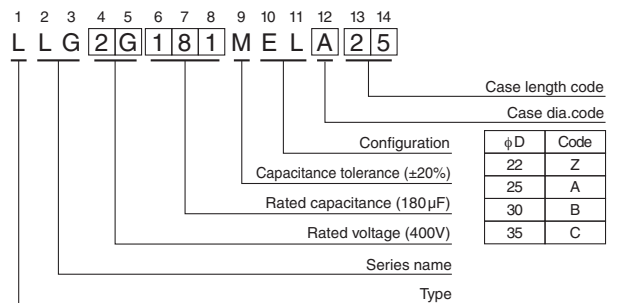 1 2 3 4 5 6 7 8 9 10 11 12 13 14
L L G 2 G 1 8 1 M E L A 2 5
Case length code
Case dia.code
Configuration
Capacitance tolerance (±20%)
Rated capacitance (180µF)
Rated voltage (400V)
Series name
Type
φD Code
22 Z
25 A
30 B
35 C